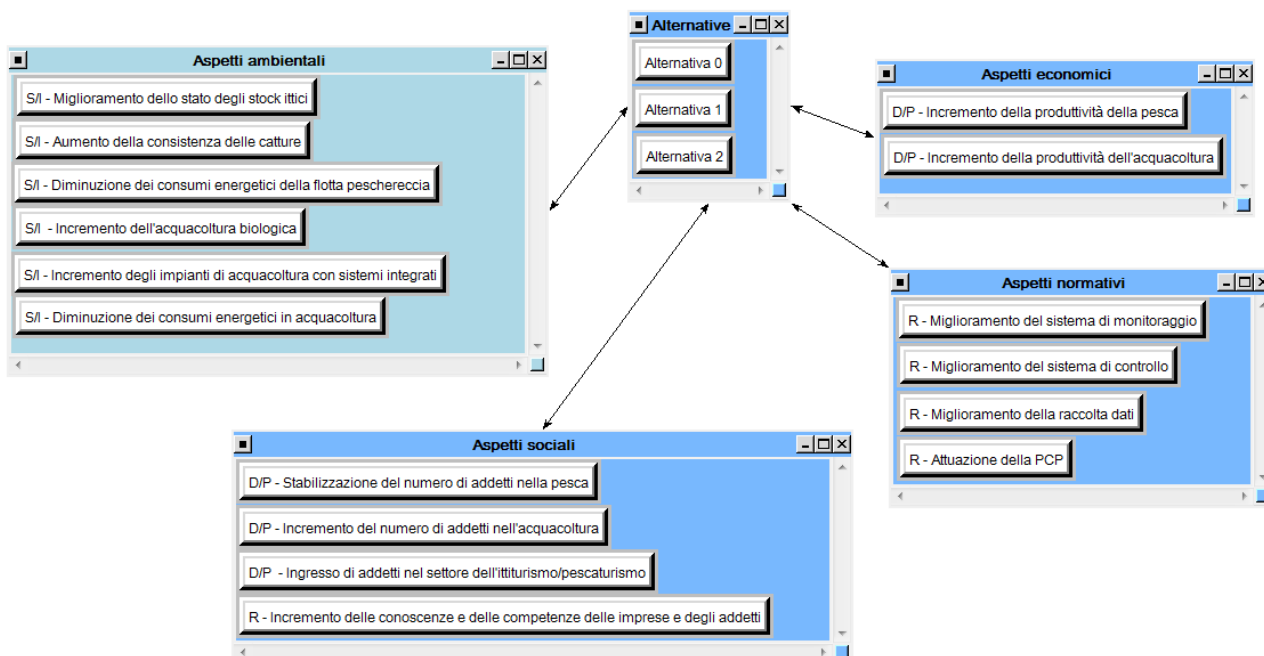 Aspetti ambientali
S/I - Miglioramento dello stato degli stock ittici
S/I - Aumento della consistenza delle catture
S/I - Diminuzione dei consumi energetici della flotta peschereccia
S/I - Incremento dell'acquacoltura biologica
S/I - Incremento degli impianti di acquacoltura con sistemi integrati
S/I - Diminuzione dei consumi energetici in acquacoltura
Alternative
Alternativa 0
Alternativa 1
Alternativa 2
Aspetti economici
D/P - Incremento della produttività della pesca
D/P - Incremento della produttività dell'acquacoltura
Aspetti normativi
R - Miglioramento del sistema di monitoraggio
R - Miglioramento del sistema di controllo
R - Miglioramento della raccolta dati
R - Attuazione della PCP
Aspetti sociali
D/P - Stabilizzazione del numero di addetti nella pesca
D/P - Incremento del numero di addetti nell'acquacoltura
D/P - Ingresso di addetti nel settore dell'ittiturismo/pescaturismo
R - Incremento delle conoscenze e delle competenze delle imprese e degli addetti